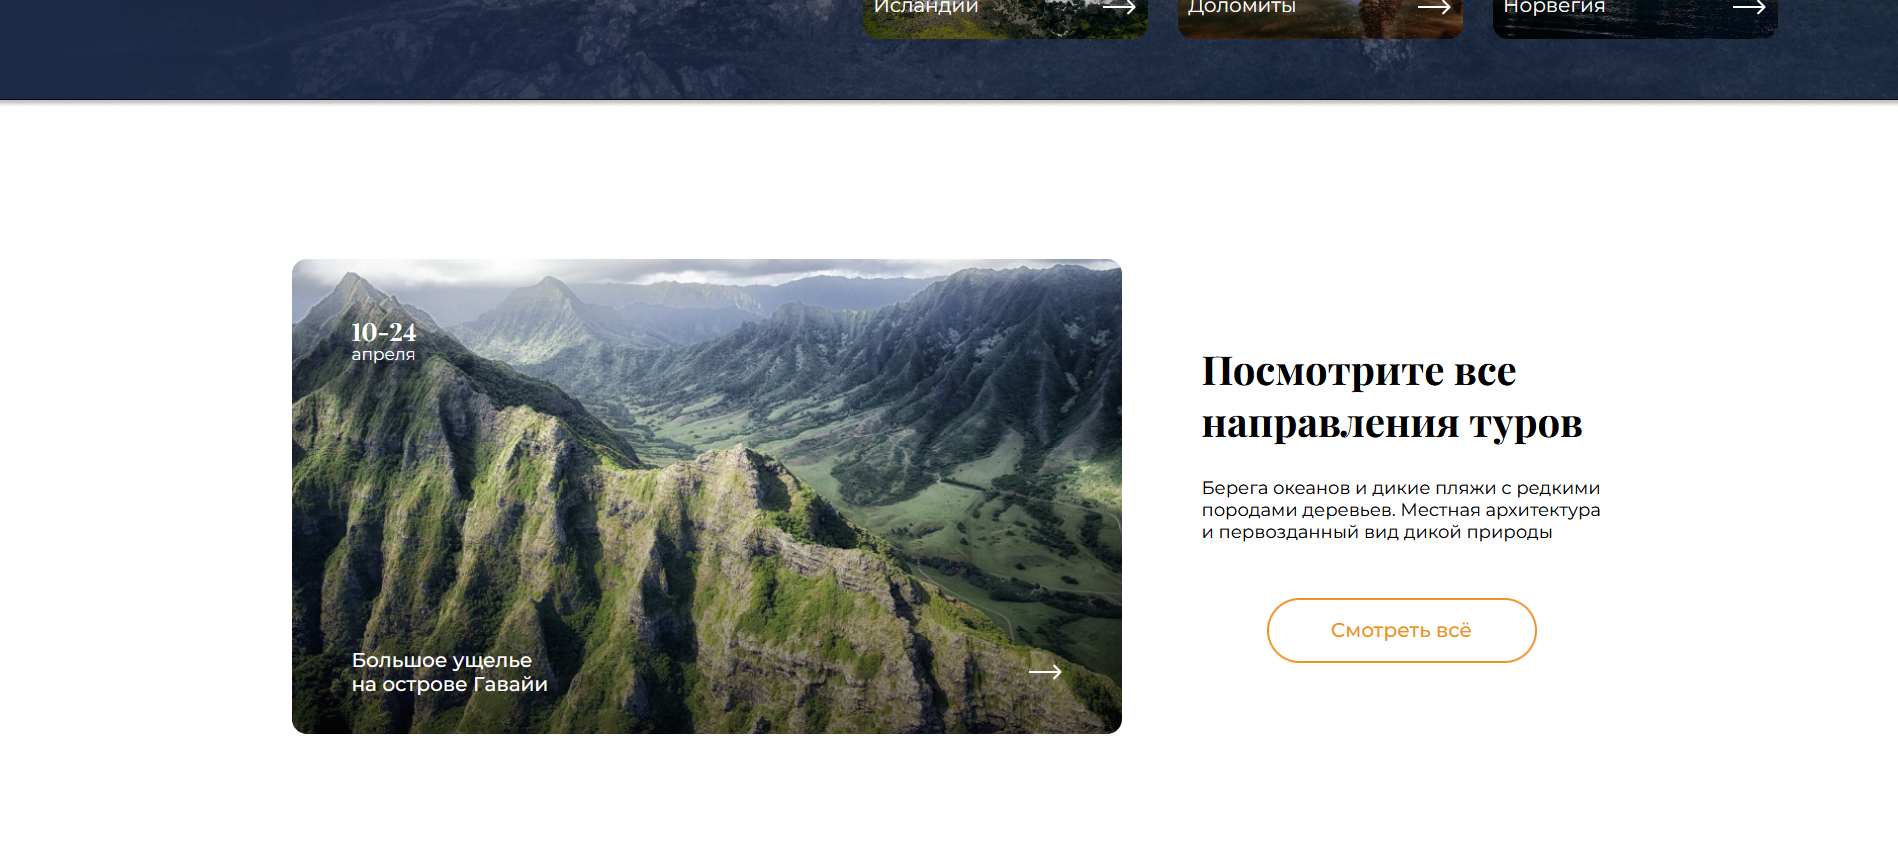 Исландии
Доломиты
Норвегия
10-24
апреля
Большое ущелье
на острове Гавайи
Посмотрите все
направления туров
Берега океанов и дикие пляжи с редкими
породами деревьев. Местная архитектура
и первозданный вид дикой природы
Смотреть всё